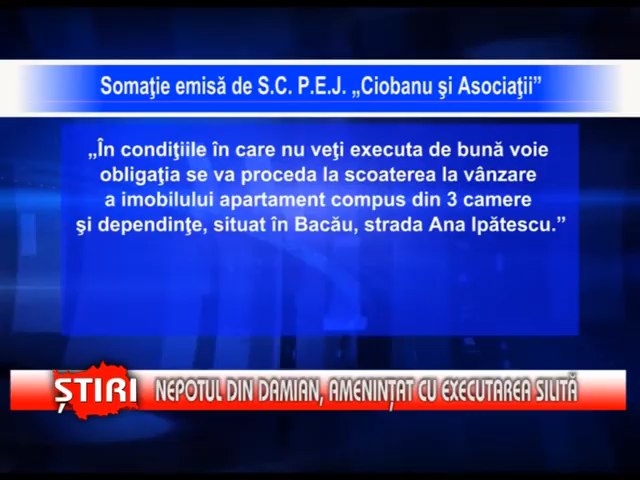 Somaţie emisă de S.C. P.E.J. „Ciobanu şi Asociaţii”
„În condiţiile în care nu veţi executa de bună voie
obligaţia se va proceda la scoaterea la vânzare
a imobilului apartament compus din 3 camere
şi dependinţe, situat în Bacău, strada Ana Ipătescu.”
ŞTIRI NEPOTUL DIN DAMIAN, AMENINŢAT CU EXECUTAREA SILITĂ